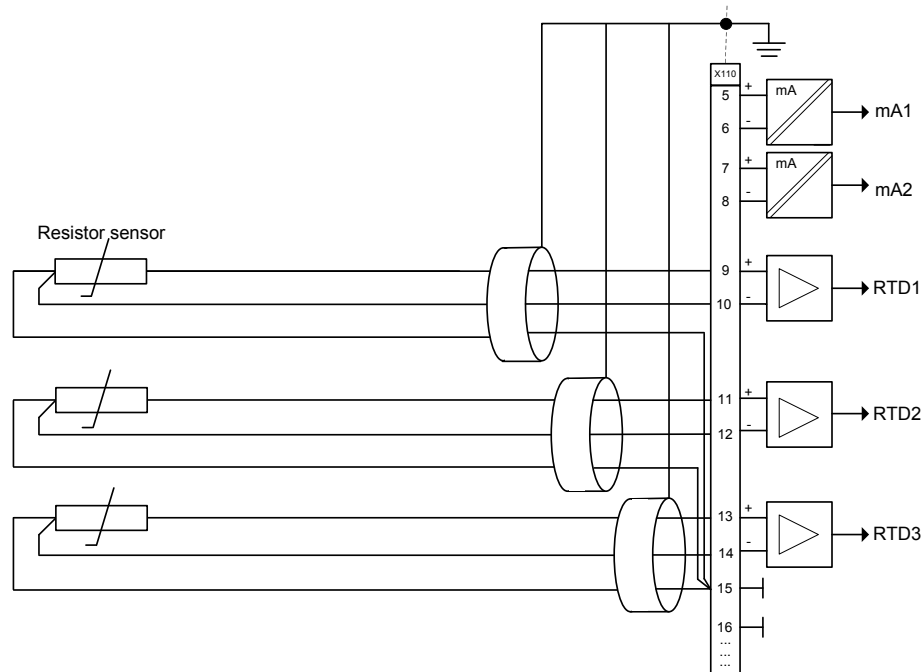 X110
5 + mA
mA1
6 -
7 + mA
mA2
8 -
Resistor sensor
9 +
RTD1
10 -
11 +
RTD2
12 -
13 +
RTD3
14 -
15
16
...
...
...